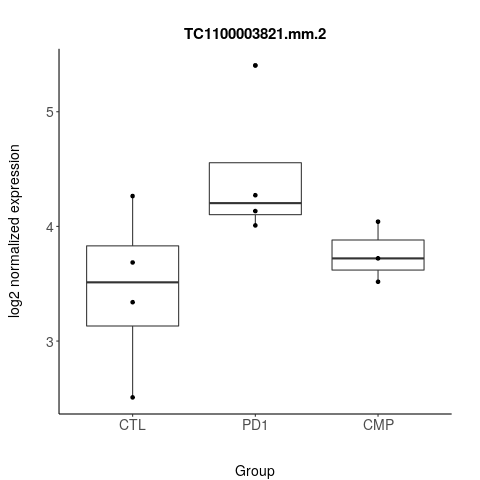 TC1100003821.mm.2
log2 normalized expression
5
4
3
CTL PD1 CMP
Group